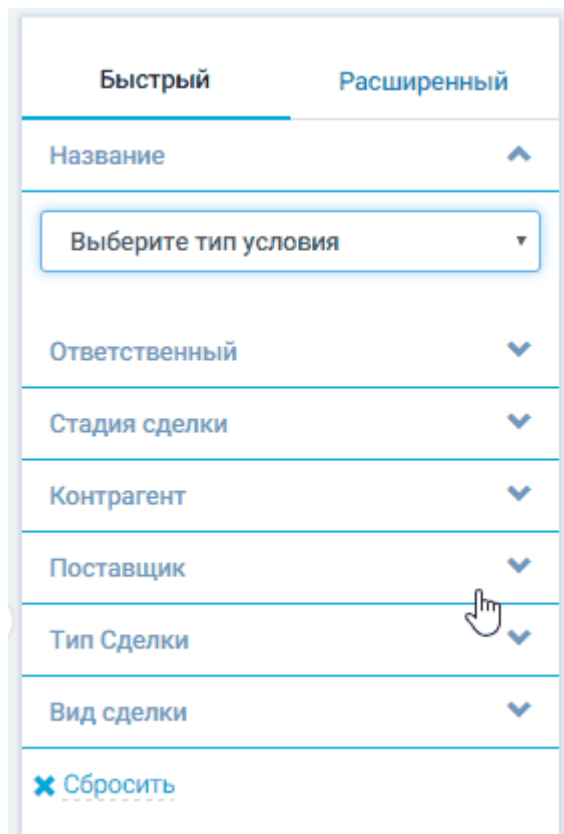 Быстрый Расширенный
Название
Выберите тип условия
Ответственный
Стадия сделки
Контрагент
Поставщик
Тип Сделки
Вид сделки
Сбросить